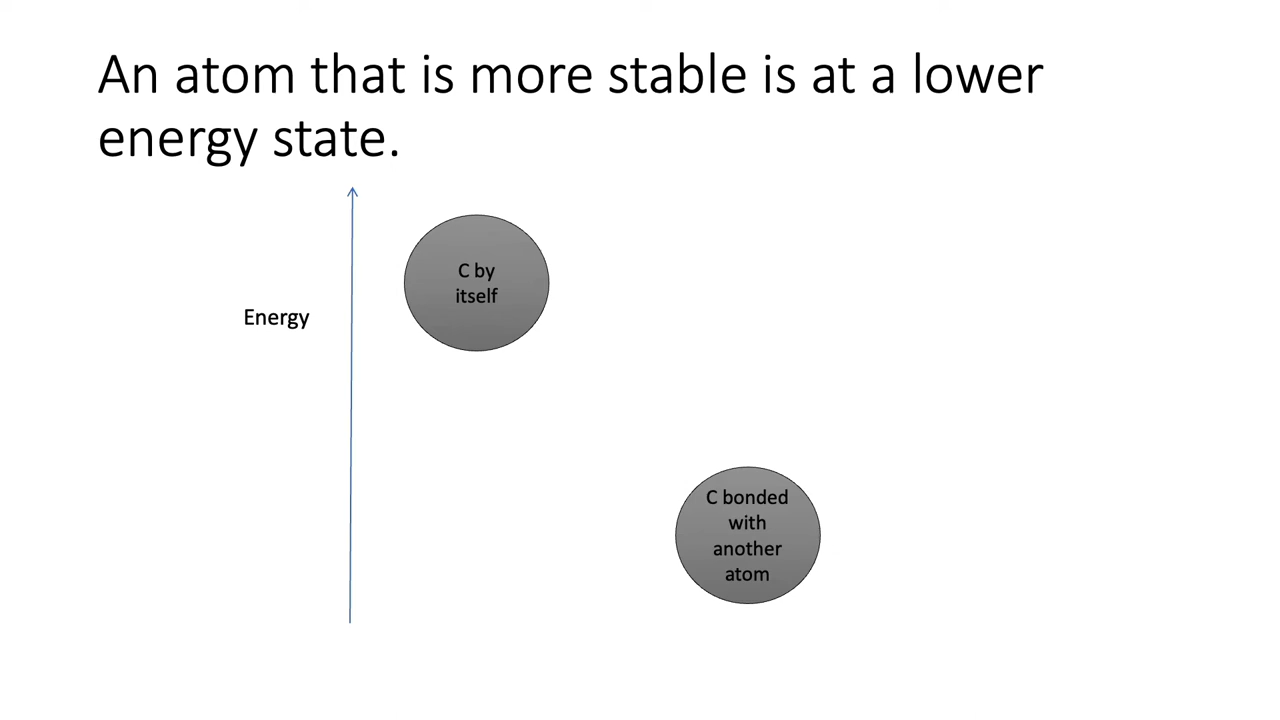 An atom that is more stable is at a lower
energy state.
C by
itself
Energy
C bonded
with
another
atom